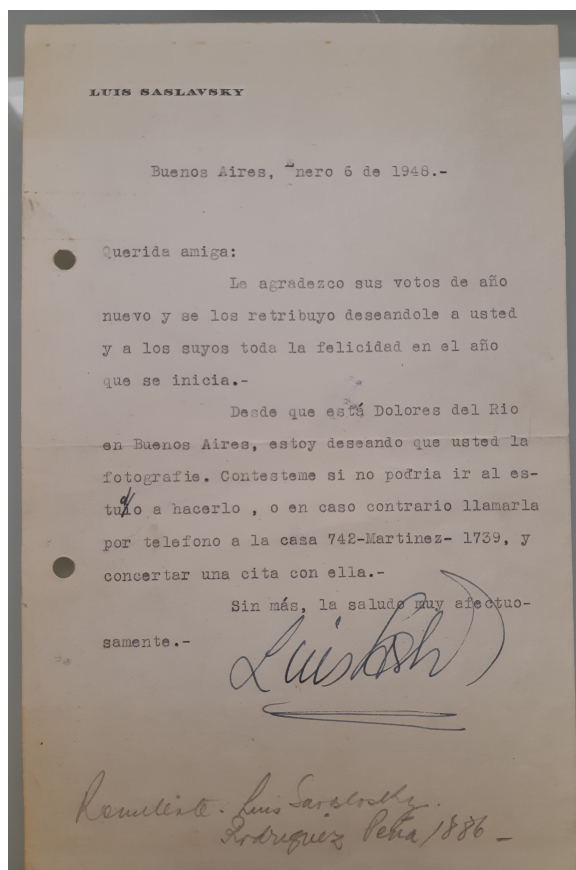 LUIS SASLAVSKY
Buenos Aires, Enero 6 de 1948.-
Querida amiga:
Le agradezco sus votos de año
nuevo y se los retribuyo deseandole a usted
y a los suyos toda la felicidad en el año
que se inicia.-
Desde que está Dolores del Rio
en Buenos Aires, estoy deseando que usted la
fotografie. Contesteme si no podria ir al es-
tudio a hacerlo , o en caso contrario llamarla
por telefono a la casa 742-Martinez- 1739, y
concertar una cita con ella.-
Sin más, la saludo muy afectuo-
samente.-
Luis
Remitente. Luis Saslavsky.
Rodriguez Peña 1886 -